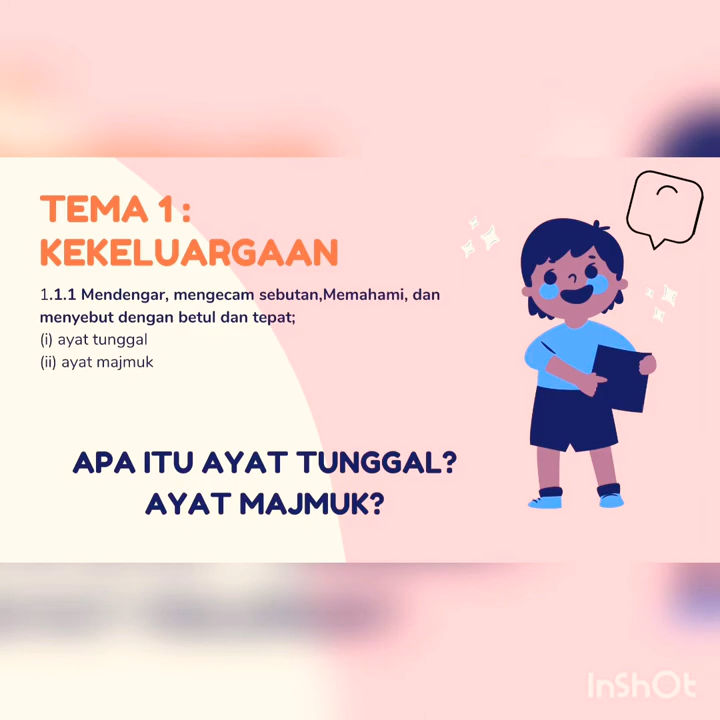 TEMA 1 :
KEKELUARGAAN
1.1.1 Mendengar, mengecam sebutan,Memahami, dan
menyebut dengan betul dan tepat;
(i) ayat tunggal
(ii) ayat majmuk
APA ITU AYAT TUNGGAL?
AYAT MAJMUK?
InShOt